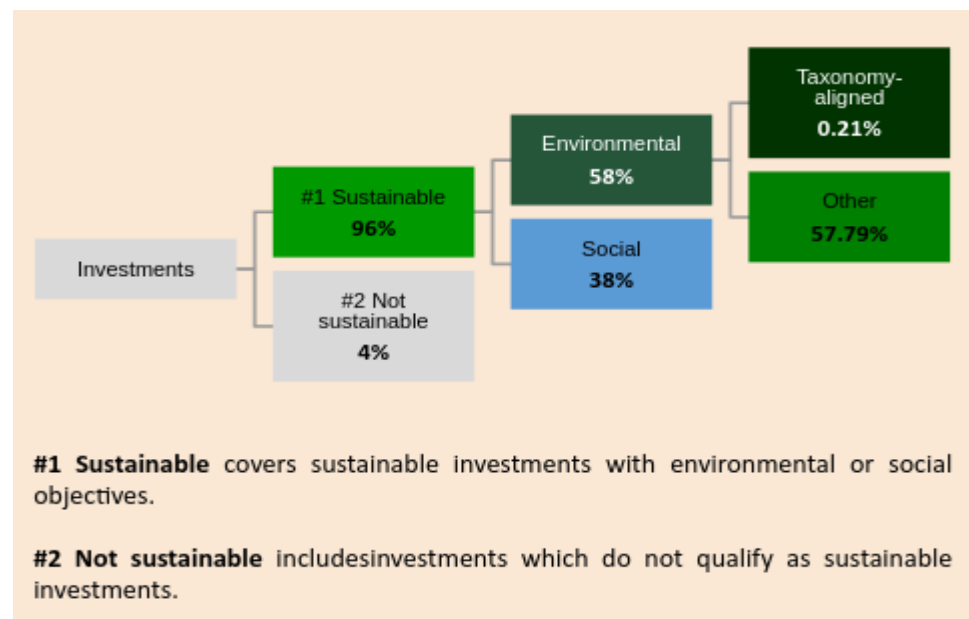 Taxonomy-
aligned
0.21%
Environmental
58%
#1 Sustainable
96%
Other
57.79%
Investments
Social
38%
#2 Not
sustainable
4%
#1 Sustainable covers sustainable investments with environmental or social
objectives.
#2 Not sustainable includesinvestments which do not qualify as sustainable
investments.